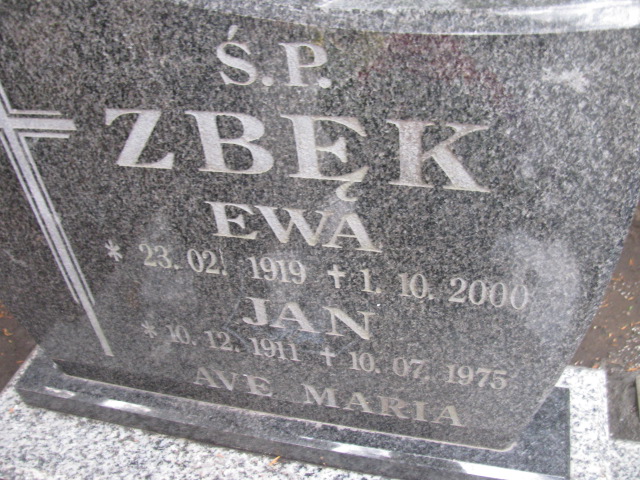 Ś.P.
ZBĘK
EWA
* 23.02. 1919 ✝ 1.10.2000
JAN
* 10.12.1911 ✝ 10.07.1975
AVE MARIA